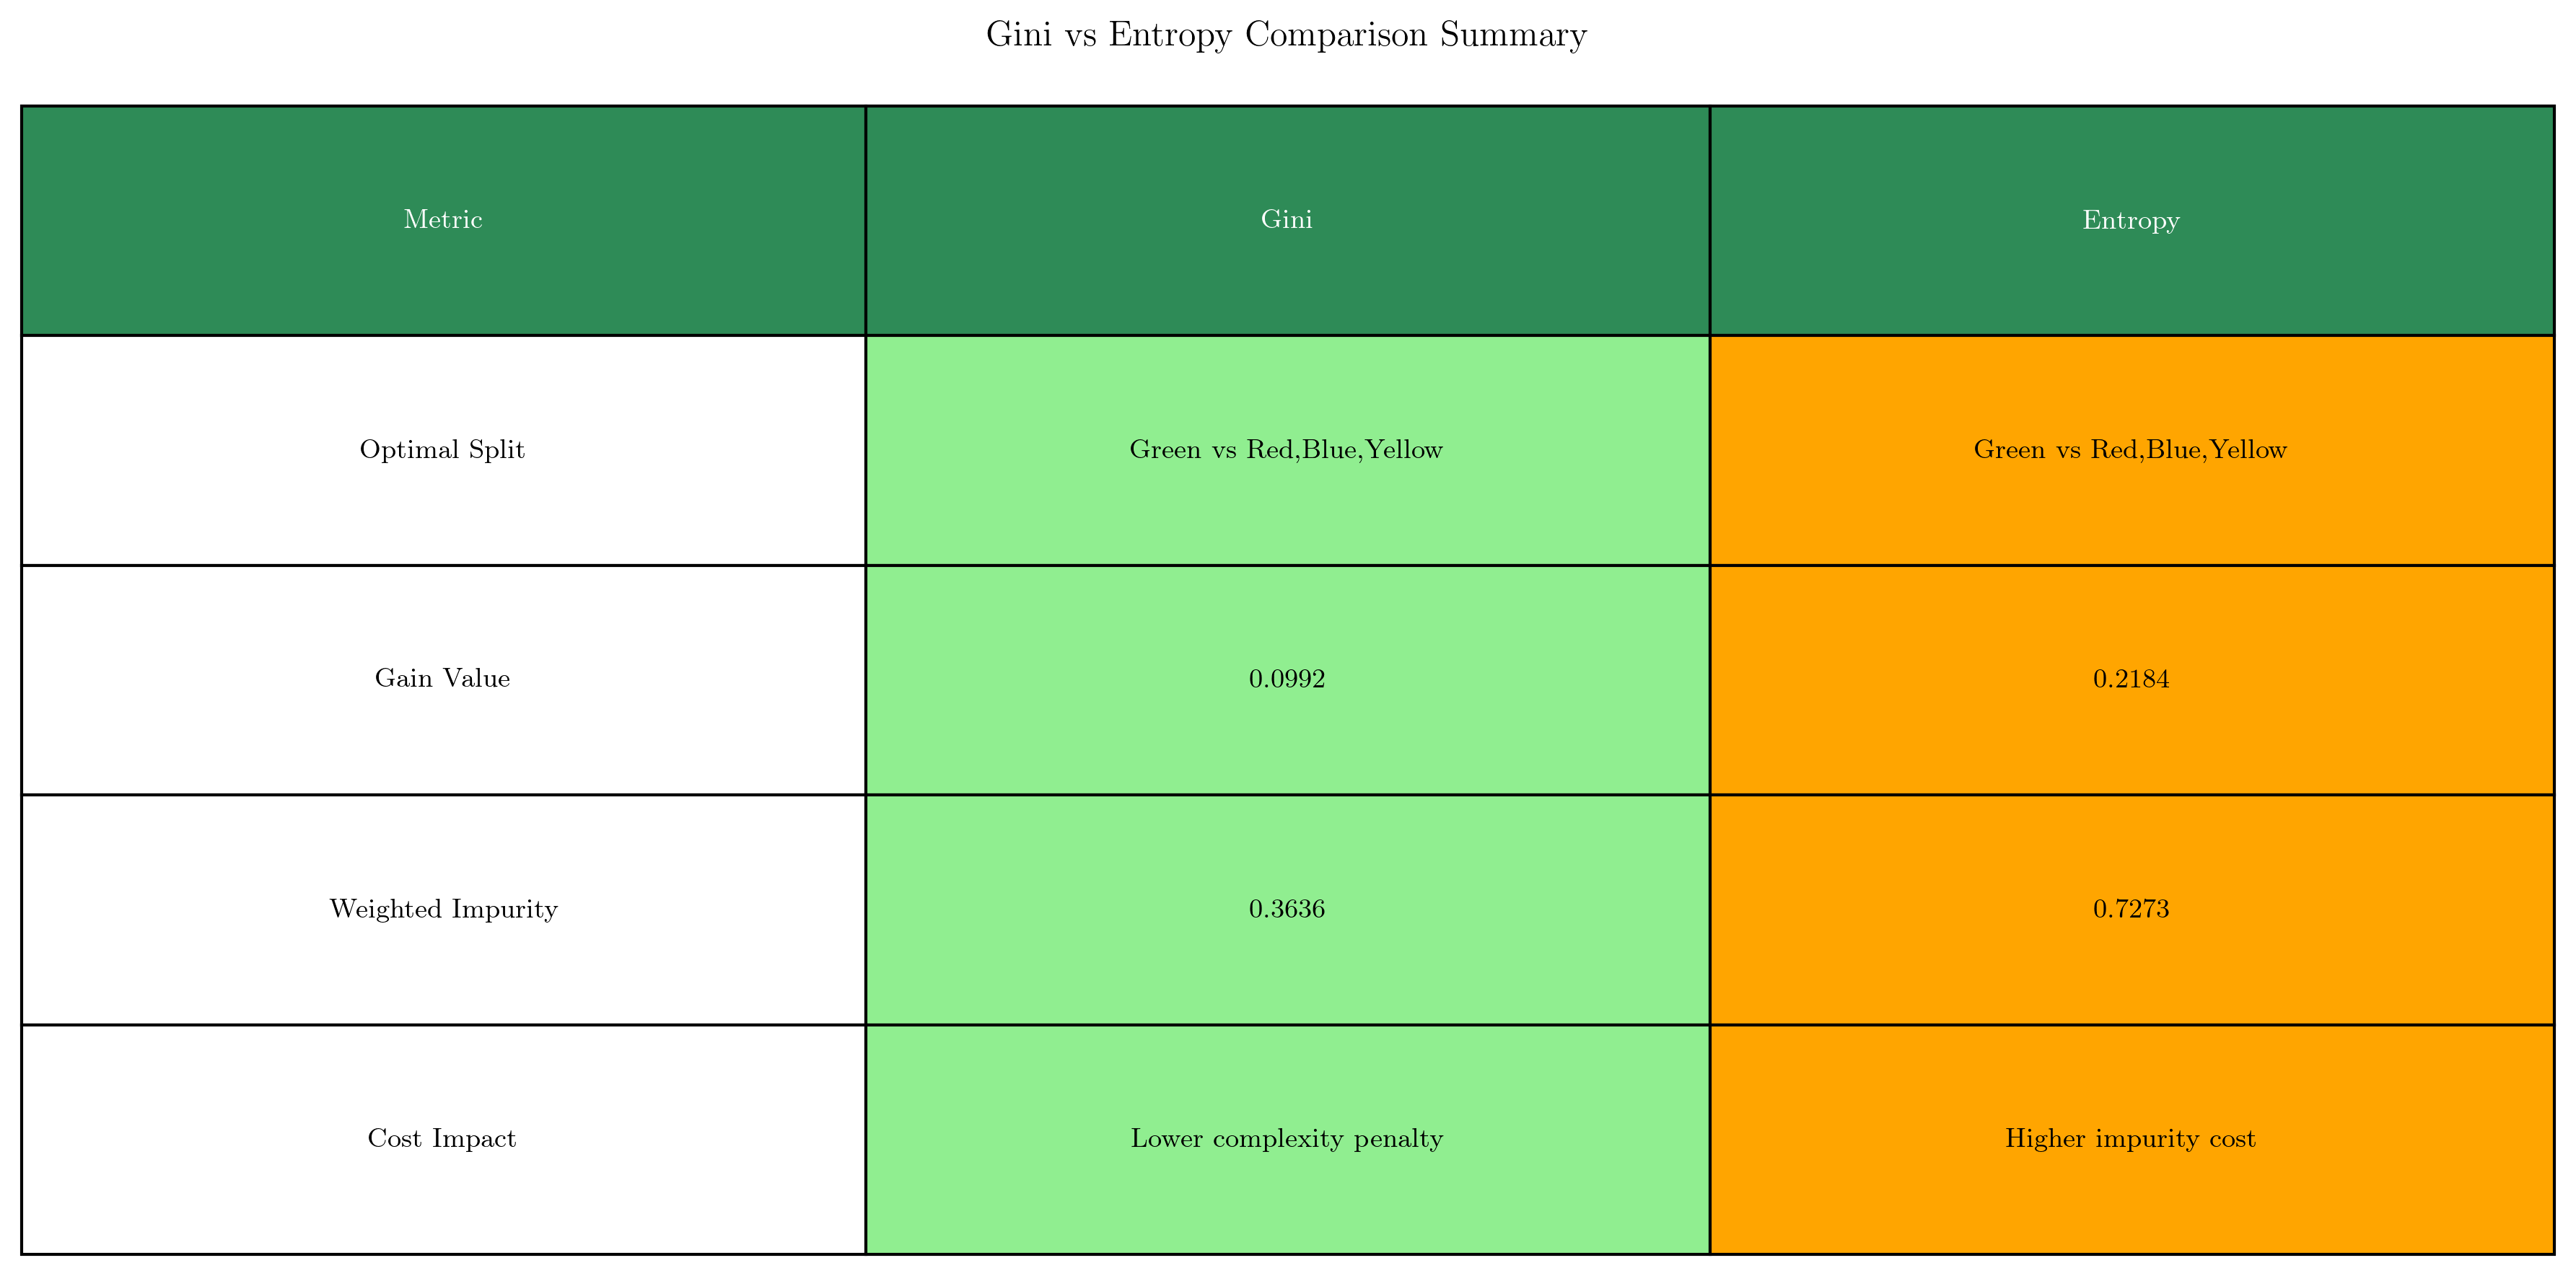 Gini vs Entropy Comparison Summary
Metric Gini Entropy
Optimal Split Green vs Red,Blue,Yellow Green vs Red,Blue,Yellow
Gain Value 0.0992 0.2184
Weighted Impurity 0.3636 0.7273
Cost Impact Lower complexity penalty Higher impurity cost